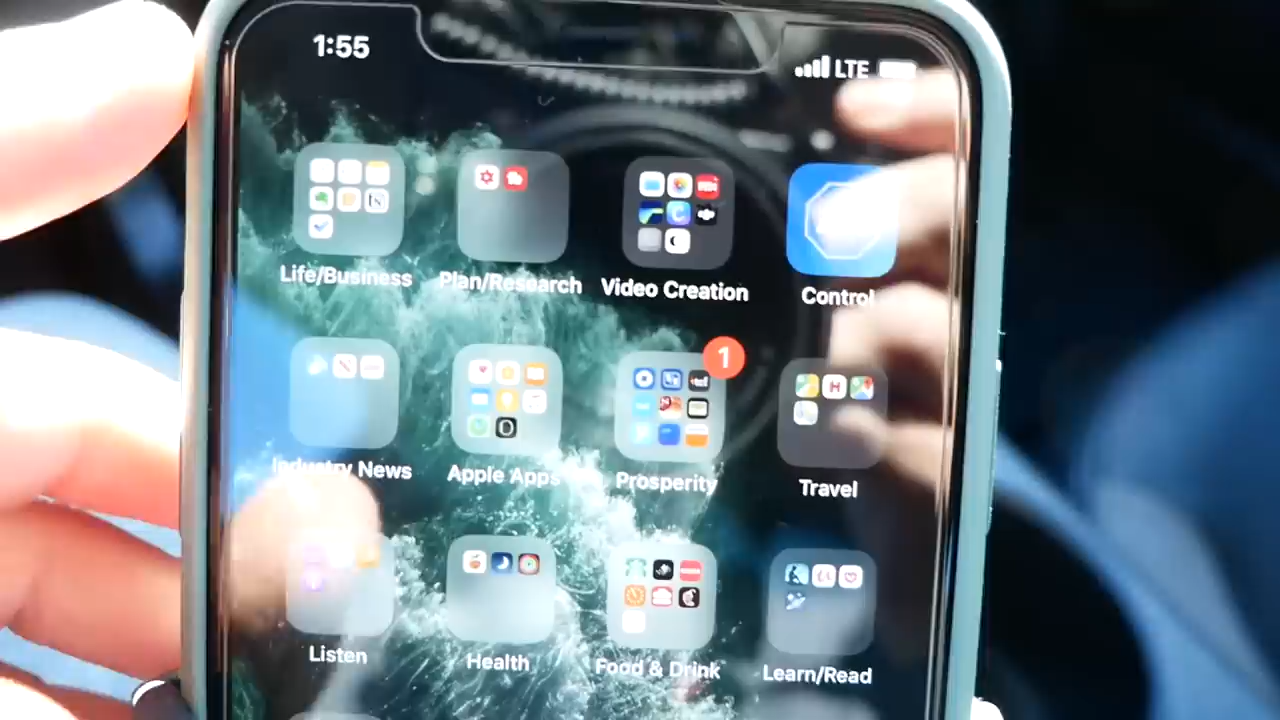 1:55
LTE
Life/Business
Plan/Research
Video Creation
Control
Industry News
Apple Apps
1
Prosperity
Travel
Listen
Health
Food & Drink
Learn/Read